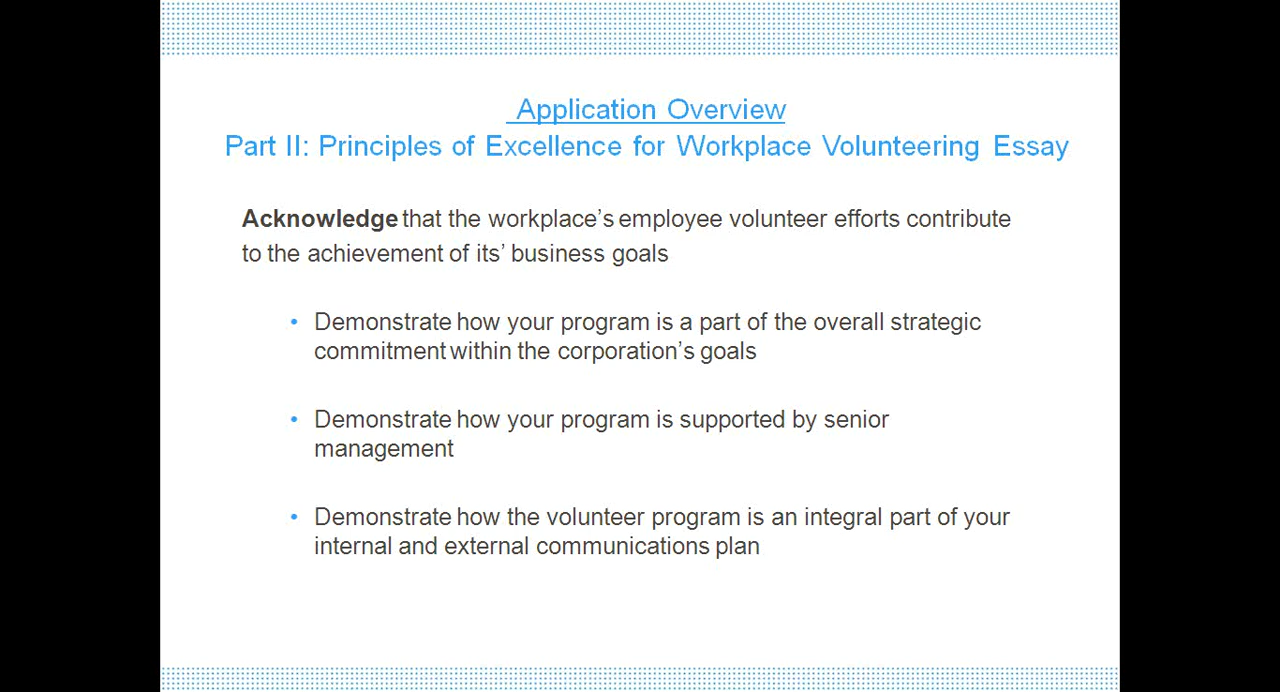 Application Overview
Part II: Principles of Excellence for Workplace Volunteering Essay
Acknowledge that the workplace’s employee volunteer efforts contribute
to the achievement of its’ business goals
• Demonstrate how your program is a part of the overall strategic
commitment within the corporation’s goals
• Demonstrate how your program is supported by senior
management
• Demonstrate how the volunteer program is an integral part of your
internal and external communications plan